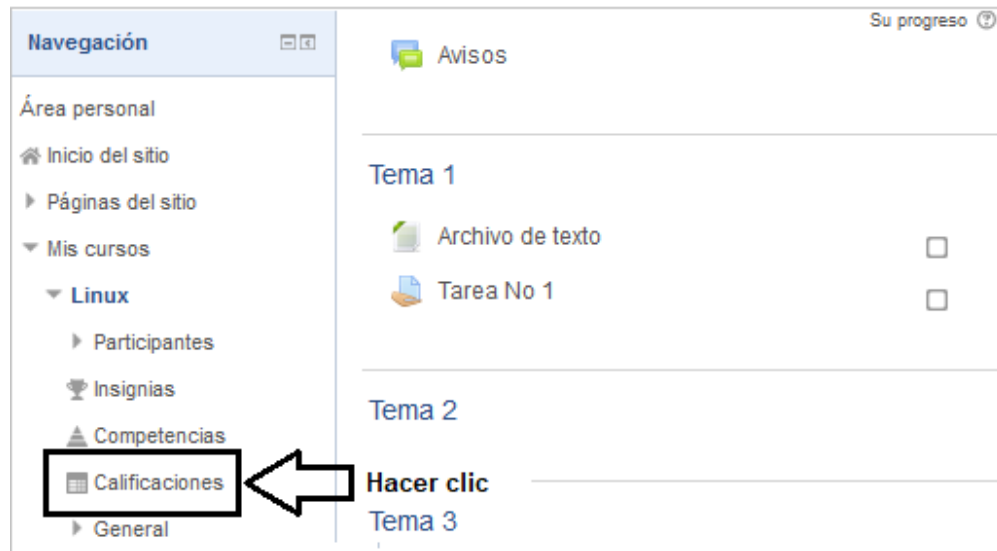 Navegación
Área personal
Inicio del sitio
Páginas del sitio
Mis cursos
Linux
Participantes
Insignias
Competencias
Calificaciones
General
Su progreso
Avisos
Tema 1
Archivo de texto
Tarea No 1
Tema 2
Hacer clic
Tema 3